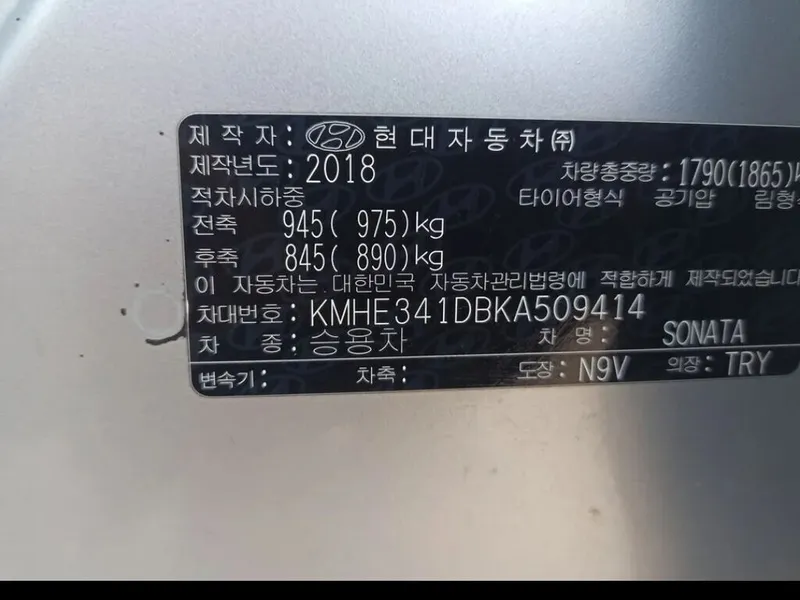 제 작 자 : 현대자동차㈜
제작년도 : 2018 차량총중량 : 1790(1865)
적차시하중 타이어형식 공기압 림형식
전축 945( 975)kg
후축 845( 890)kg
이 자동차는 대한민국 자동차관리법령에 적합하게 제작되었습니다.
차대번호 : KMHE341DBKA509414
차 종 : 승용차 차 명 : SONATA
변속기 : 차축 : 도장 : N9V 의장 : TRY